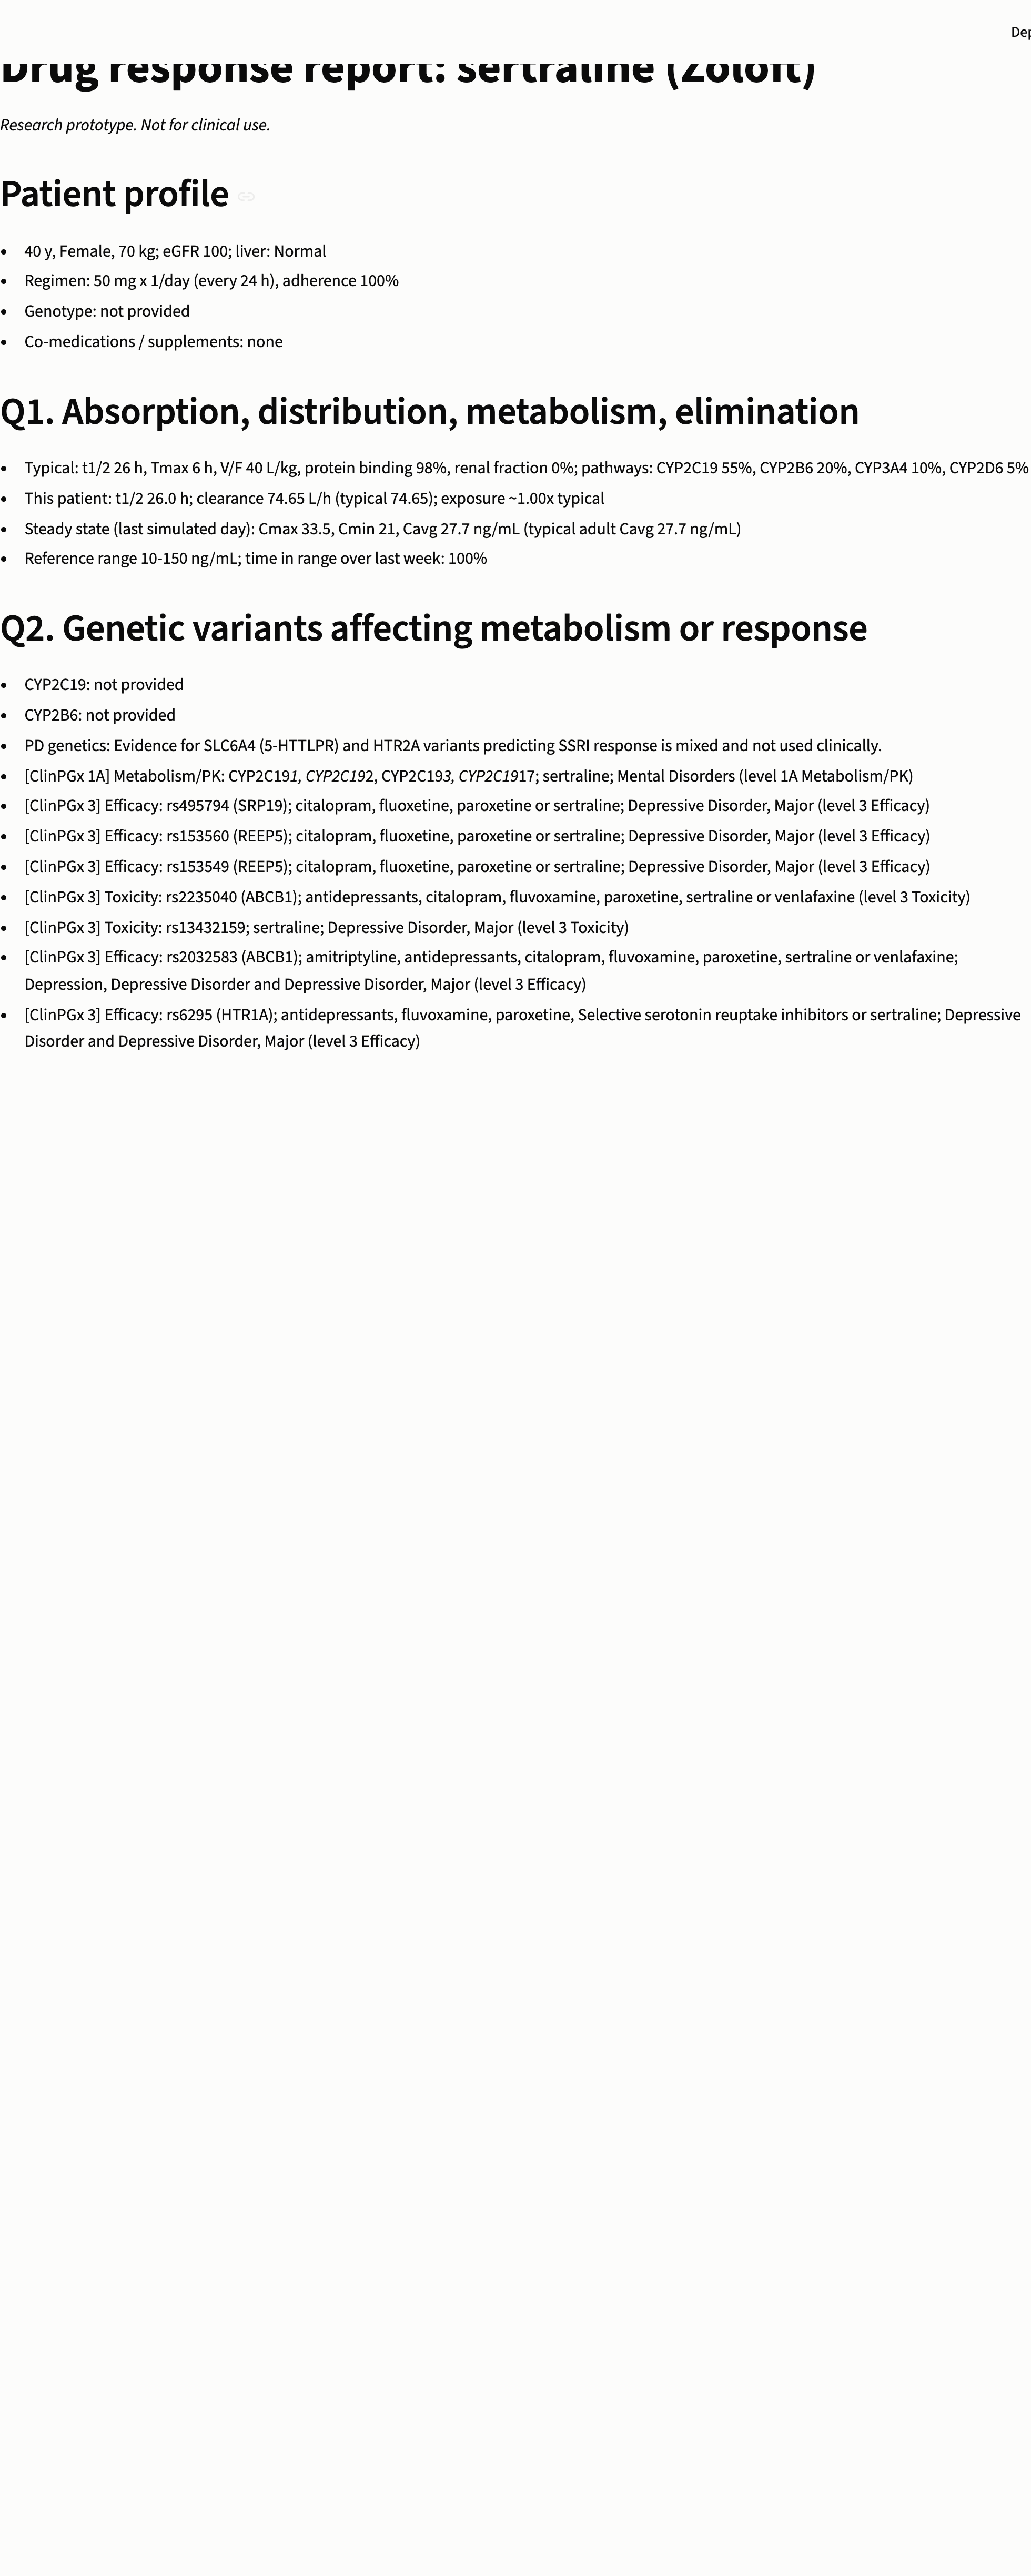 Dep
Drug response report: sertraline (Zoloft)
Research prototype. Not for clinical use.
Patient profile
• 40 y, Female, 70 kg; eGFR 100; liver: Normal
• Regimen: 50 mg x 1/day (every 24 h), adherence 100%
• Genotype: not provided
• Co-medications / supplements: none
Q1. Absorption, distribution, metabolism, elimination
• Typical: t1/2 26 h, Tmax 6 h, V/F 40 L/kg, protein binding 98%, renal fraction 0%; pathways: CYP2C19 55%, CYP2B6 20%, CYP3A4 10%, CYP2D6 5%
• This patient: t1/2 26.0 h; clearance 74.65 L/h (typical 74.65); exposure ~1.00x typical
• Steady state (last simulated day): Cmax 33.5, Cmin 21, Cavg 27.7 ng/mL (typical adult Cavg 27.7 ng/mL)
• Reference range 10-150 ng/mL; time in range over last week: 100%
Q2. Genetic variants affecting metabolism or response
• CYP2C19: not provided
• CYP2B6: not provided
• PD genetics: Evidence for SLC6A4 (5-HTTLPR) and HTR2A variants predicting SSRI response is mixed and not used clinically.
• [ClinPGx 1A] Metabolism/PK: CYP2C191, CYP2C192, CYP2C193, CYP2C1917; sertraline; Mental Disorders (level 1A Metabolism/PK)
• [ClinPGx 3] Efficacy: rs495794 (SRP19); citalopram, fluoxetine, paroxetine or sertraline; Depressive Disorder, Major (level 3 Efficacy)
• [ClinPGx 3] Efficacy: rs153560 (REEP5); citalopram, fluoxetine, paroxetine or sertraline; Depressive Disorder, Major (level 3 Efficacy)
• [ClinPGx 3] Efficacy: rs153549 (REEP5); citalopram, fluoxetine, paroxetine or sertraline; Depressive Disorder, Major (level 3 Efficacy)
• [ClinPGx 3] Toxicity: rs2235040 (ABCB1); antidepressants, citalopram, fluvoxamine, paroxetine, sertraline or venlafaxine (level 3 Toxicity)
• [ClinPGx 3] Toxicity: rs13432159; sertraline; Depressive Disorder, Major (level 3 Toxicity)
• [ClinPGx 3] Efficacy: rs2032583 (ABCB1); amitriptyline, antidepressants, citalopram, fluvoxamine, paroxetine, sertraline or venlafaxine;
Depression, Depressive Disorder and Depressive Disorder, Major (level 3 Efficacy)
• [ClinPGx 3] Efficacy: rs6295 (HTR1A); antidepressants, fluvoxamine, paroxetine, Selective serotonin reuptake inhibitors or sertraline; Depressive
Disorder and Depressive Disorder, Major (level 3 Efficacy)